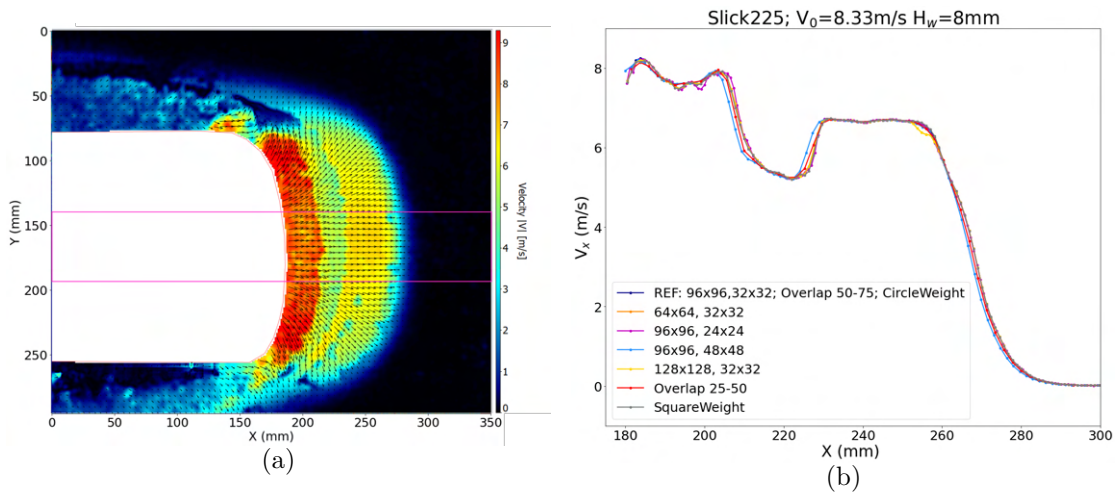 0
50
100
150
200
250
Y (mm)
0
50
100
150
200
250
300
350
X (mm)
9
8
7
6
5
4
3
2
1
0
Velocity |V| [m/s]
(a)
Slick225; V₀=8.33m/s H_w=8mm
8
6
4
2
0
Vₓ (m/s)
REF: 96x96,32x32; Overlap 50-75; CircleWeight
64x64, 32x32
96x96, 24x24
96x96, 48x48
128x128, 32x32
Overlap 25-50
SquareWeight
180
200
220
240
260
280
300
X (mm)
(b)